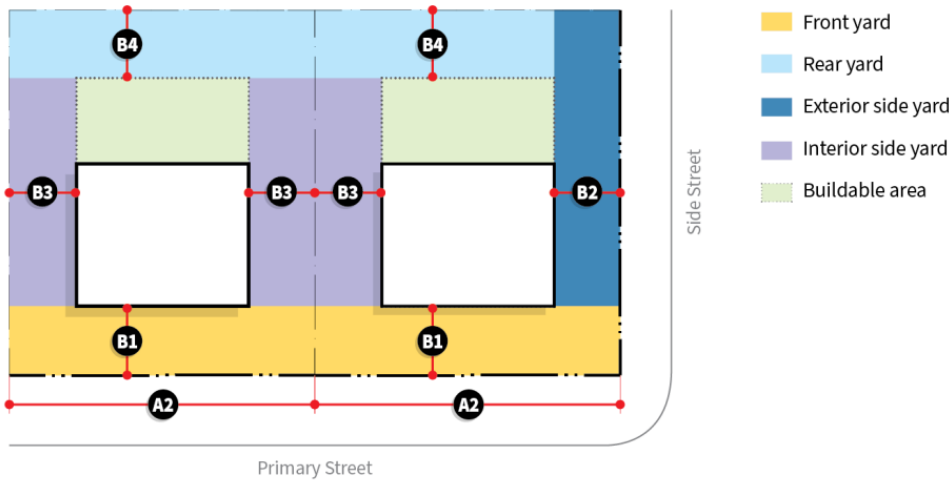 B4
B4
Front yard
Rear yard
Exterior side yard
Interior side yard
Buildable area
B3
B3
B3
B2
Side Street
B1
B1
A2
A2
Primary Street